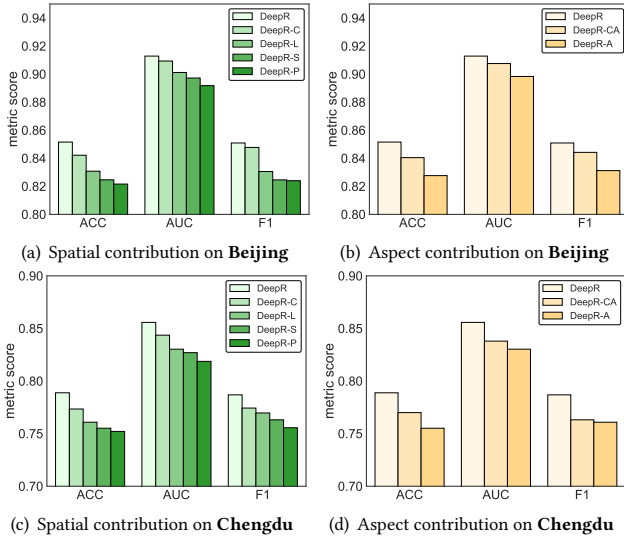 metric score
0.94
0.92
0.90
0.88
0.86
0.84
0.82
0.80
ACC
AUC
F1
DeepR
DeepR-C
DeepR-L
DeepR-S
DeepR-P
(a) Spatial contribution on Beijing
metric score
0.94
0.92
0.90
0.88
0.86
0.84
0.82
0.80
ACC
AUC
F1
DeepR
DeepR-CA
DeepR-A
(b) Aspect contribution on Beijing
metric score
0.90
0.85
0.80
0.75
0.70
ACC
AUC
F1
DeepR
DeepR-C
DeepR-L
DeepR-S
DeepR-P
(c) Spatial contribution on Chengdu
metric score
0.90
0.85
0.80
0.75
0.70
ACC
AUC
F1
DeepR
DeepR-CA
DeepR-A
(d) Aspect contribution on Chengdu